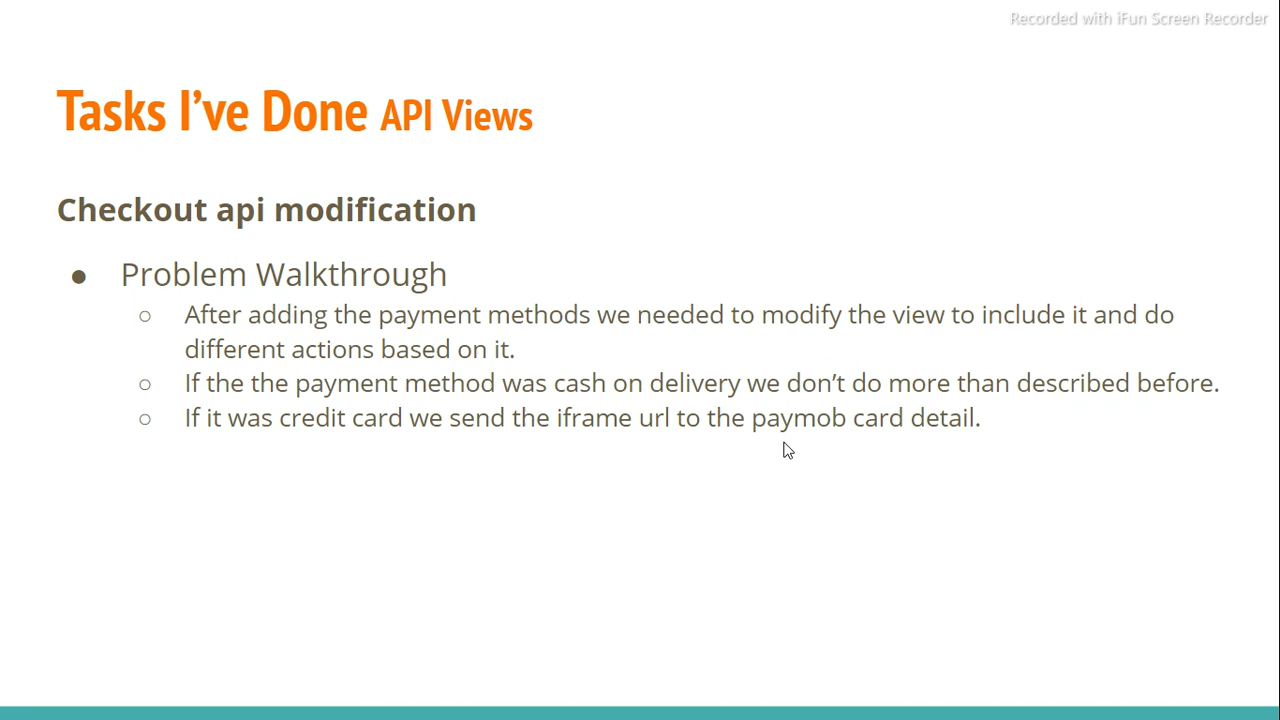 Recorded with iFun Screen Recorder
Tasks I’ve Done API Views
Checkout api modification
● Problem Walkthrough
○ After adding the payment methods we needed to modify the view to include it and do
different actions based on it.
○ If the the payment method was cash on delivery we don’t do more than described before.
○ If it was credit card we send the iframe url to the paymob card detail.